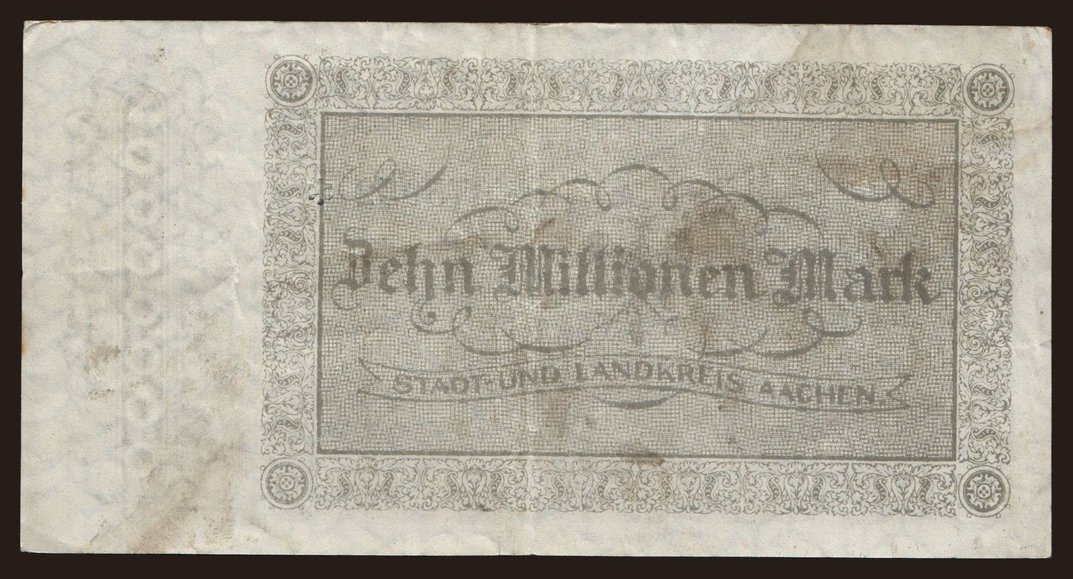 Zehn Millionen Mark
STADT- UND LANDKREIS AACHEN.